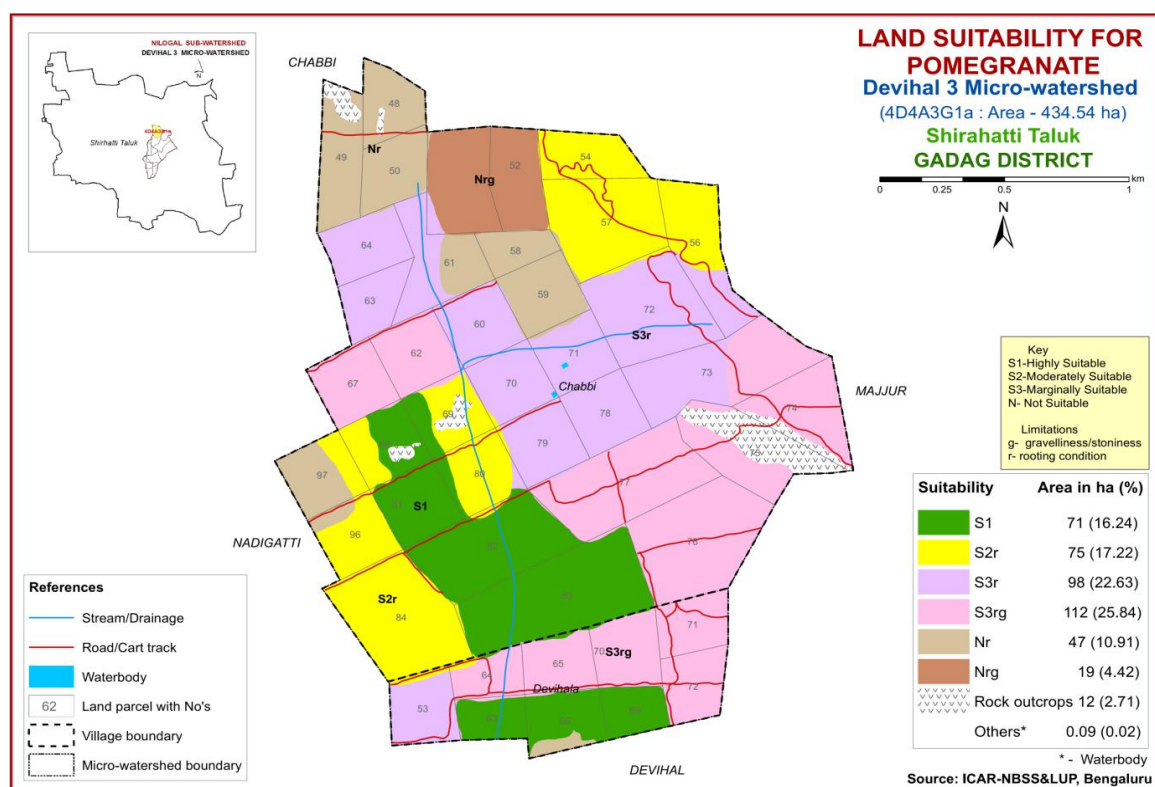 NILOGAL SUB-WATERSHED
DEVIHAL 3 MICRO-WATERSHED
N
4D4A3G1a
Shirhatti Taluk
LAND SUITABILITY FOR
POMEGRANATE
Devihal 3 Micro-watershed
(4D4A3G1a : Area - 434.54 ha)
Shirahatti Taluk
GADAG DISTRICT
km
0 0.25 0.5 1
N
CHABBI
48
49
Nr
50
Nrg
52
54
57
56
64
61
58
63
59
60
72
S3r
62
71
67
70
Chabbi
73
78
74
69
79
75
97
80
77
S1
96
76
NADIGATTI
MAJJUR
S2r
84
71
70
S3rg
65
64
Devihala
72
53
DEVIHAL
Key
S1-Highly Suitable
S2-Moderately Suitable
S3-Marginally Suitable
N- Not Suitable
Limitations
g- gravelliness/stoniness
r- rooting condition
Suitability Area in ha (%)
S1 71 (16.24)
S2r 75 (17.22)
S3r 98 (22.63)
S3rg 112 (25.84)
Nr 47 (10.91)
Nrg 19 (4.42)
Rock outcrops 12 (2.71)
Others* 0.09 (0.02)
* - Waterbody
Source: ICAR-NBSS&LUP, Bengaluru
References
Stream/Drainage
Road/Cart track
Waterbody
62 Land parcel with No's
Village boundary
Micro-watershed boundary